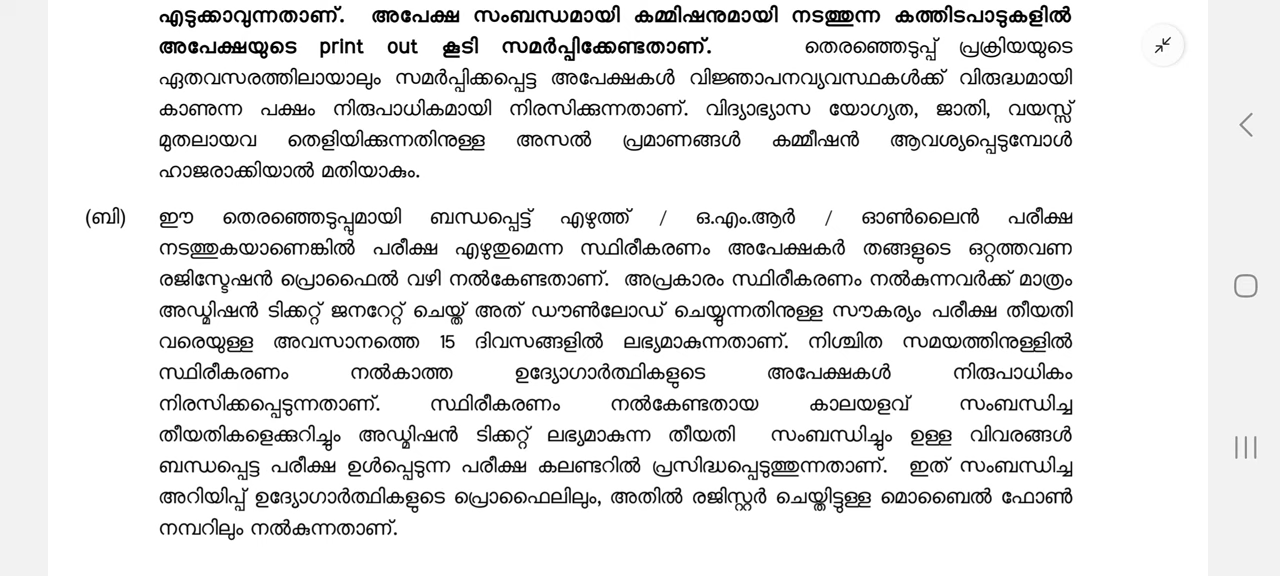 എടുക്കാവുന്നതാണ്. അപേക്ഷ സംബന്ധമായി കമ്മിഷനുമായി നടത്തുന്ന കത്തിടപാടുകളിൽ
അപേക്ഷയുടെ print out കൂടി സമർപ്പിക്കേണ്ടതാണ്. തെരഞ്ഞെടുപ്പ് പ്രക്രിയയുടെ
ഏതവസരത്തിലായാലും സമർപ്പിക്കപ്പെട്ട അപേക്ഷകൾ വിജ്ഞാപനവ്യവസ്ഥകൾക്ക് വിരുദ്ധമായി
കാണുന്ന പക്ഷം നിരുപാധികമായി നിരസിക്കുന്നതാണ്. വിദ്യാഭ്യാസ യോഗ്യത, ജാതി, വയസ്സ്
മുതലായവ തെളിയിക്കുന്നതിനുള്ള അസൽ പ്രമാണങ്ങൾ കമ്മീഷൻ ആവശ്യപ്പെടുമ്പോൾ
ഹാജരാക്കിയാൽ മതിയാകും.
(ബി) ഈ തെരഞ്ഞെടുപ്പുമായി ബന്ധപ്പെട്ട് എഴുത്ത് / ഒ.എം.ആർ / ഓൺലൈൻ പരീക്ഷ
നടത്തുകയാണെങ്കിൽ പരീക്ഷ എഴുതുമെന്ന സ്ഥിരീകരണം അപേക്ഷകർ തങ്ങളുടെ ഒറ്റത്തവണ
രജിസ്ട്രേഷൻ പ്രൊഫൈൽ വഴി നൽകേണ്ടതാണ്. അപ്രകാരം സ്ഥിരീകരണം നൽകുന്നവർക്ക് മാത്രം
അഡ്മിഷൻ ടിക്കറ്റ് ജനറേറ്റ് ചെയ്ത് അത് ഡൗൺലോഡ് ചെയ്യുന്നതിനുള്ള സൗകര്യം പരീക്ഷ തീയതി
വരെയുള്ള അവസാനത്തെ 15 ദിവസങ്ങളിൽ ലഭ്യമാകുന്നതാണ്. നിശ്ചിത സമയത്തിനുള്ളിൽ
സ്ഥിരീകരണം നൽകാത്ത ഉദ്യോഗാർത്ഥികളുടെ അപേക്ഷകൾ നിരുപാധികം
നിരസിക്കപ്പെടുന്നതാണ്. സ്ഥിരീകരണം നൽകേണ്ടതായ കാലയളവ് സംബന്ധിച്ച
തീയതികളെക്കുറിച്ചും അഡ്മിഷൻ ടിക്കറ്റ് ലഭ്യമാകുന്ന തീയതി സംബന്ധിച്ചും ഉള്ള വിവരങ്ങൾ
ബന്ധപ്പെട്ട പരീക്ഷ ഉൾപ്പെടുന്ന പരീക്ഷ കലണ്ടറിൽ പ്രസിദ്ധപ്പെടുത്തുന്നതാണ്. ഇത് സംബന്ധിച്ച
അറിയിപ്പ് ഉദ്യോഗാർത്ഥികളുടെ പ്രൊഫൈലിലും, അതിൽ രജിസ്റ്റർ ചെയ്തിട്ടുള്ള മൊബൈൽ ഫോൺ
നമ്പറിലും നൽകുന്നതാണ്.